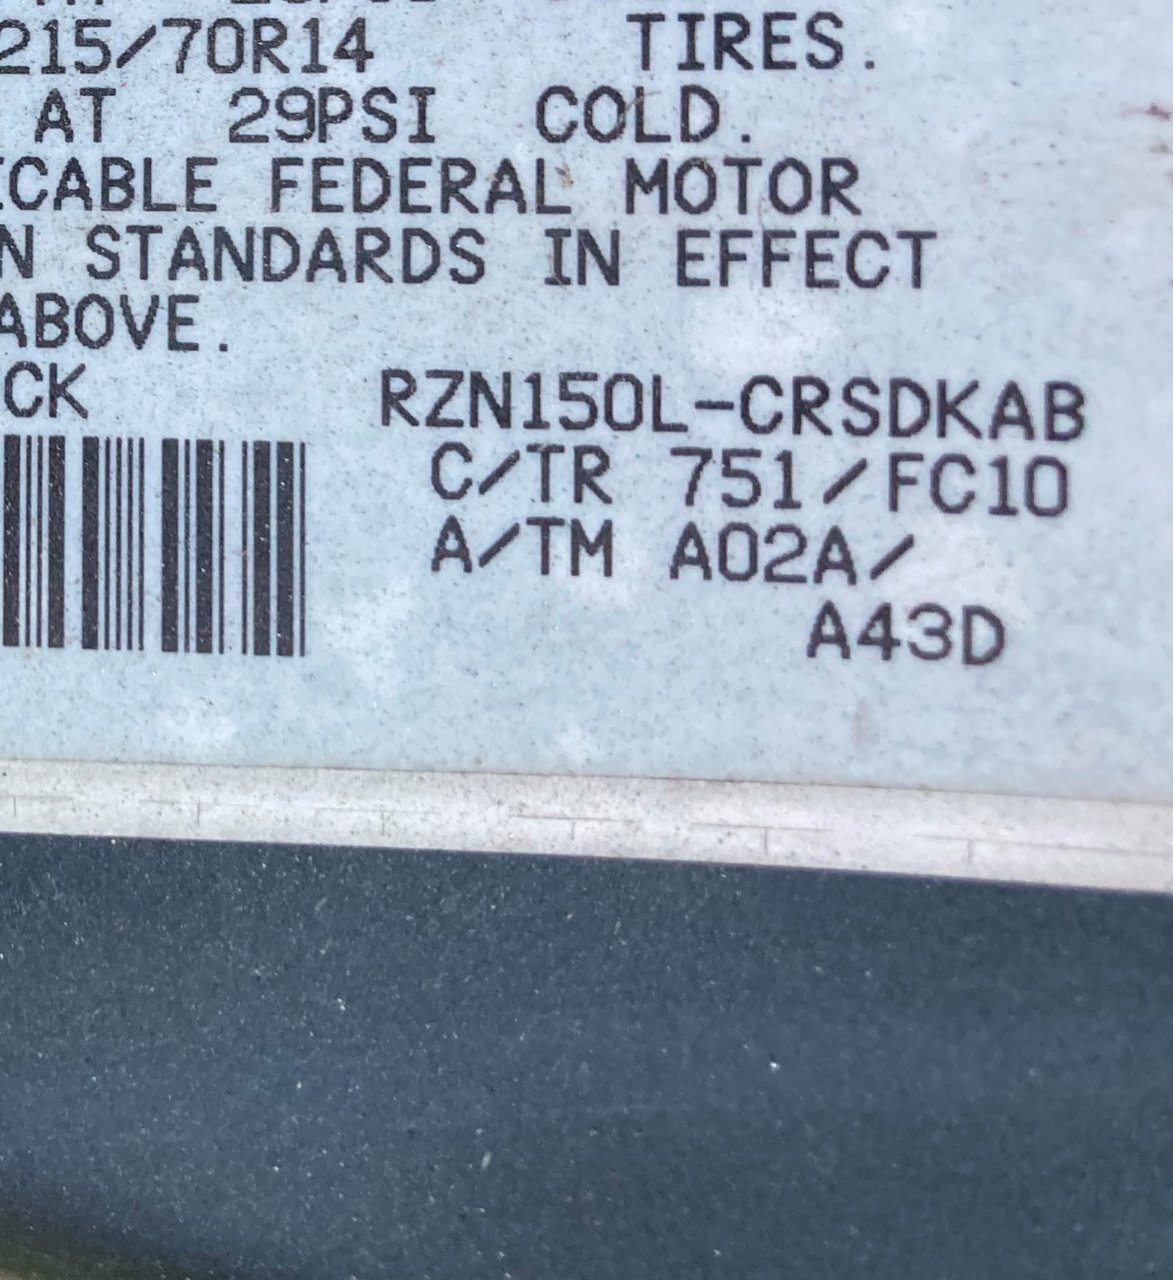 215/70R14 TIRES.
AT 29PSI COLD.
ICABLE FEDERAL MOTOR
N STANDARDS IN EFFECT
ABOVE.
CK RZN150L-CRSDKAB
C/TR 751/FC10
A/TM A02A/
A43D